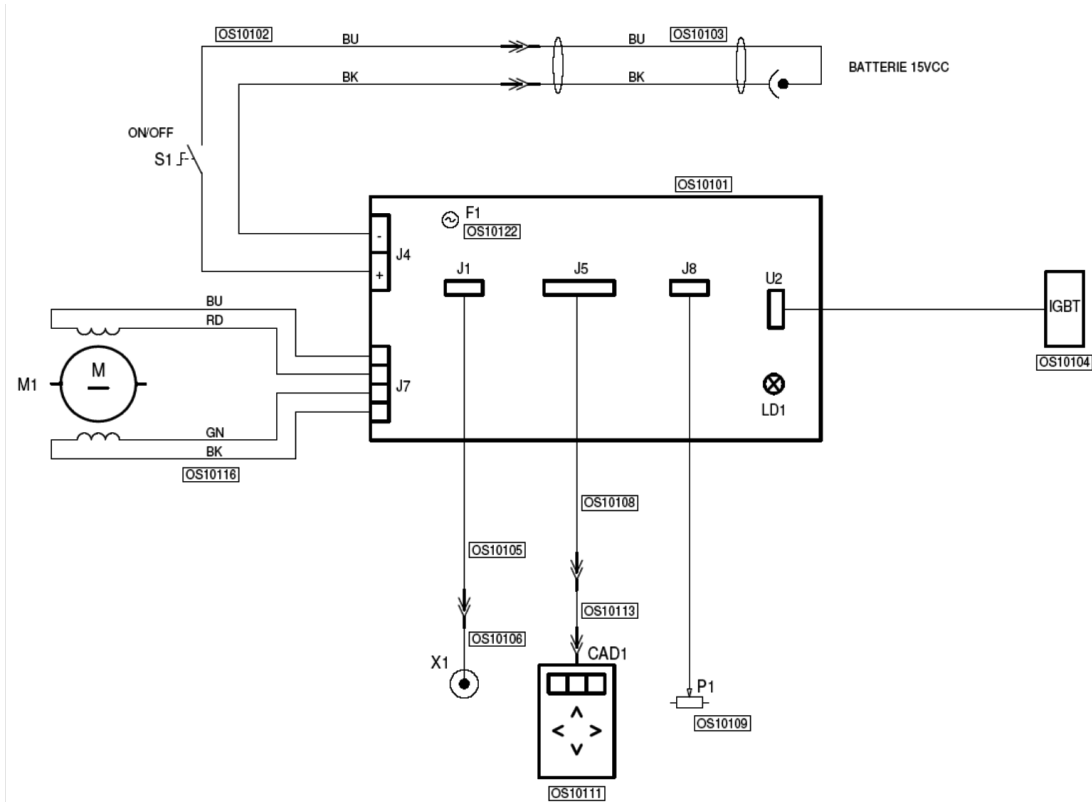 OS10102
BU
BU
OS10103
BK
BK
BATTERIE 15VCC
ON/OFF
S1
OS10101
F1
OS10122
-
J4
+
J1
J5
J8
U2
IGBT
OS10104
BU
RD
M
M1
J7
LD1
GN
BK
OS10116
OS10108
OS10105
OS10113
OS10106
X1
CAD1
P1
OS10109
OS10111